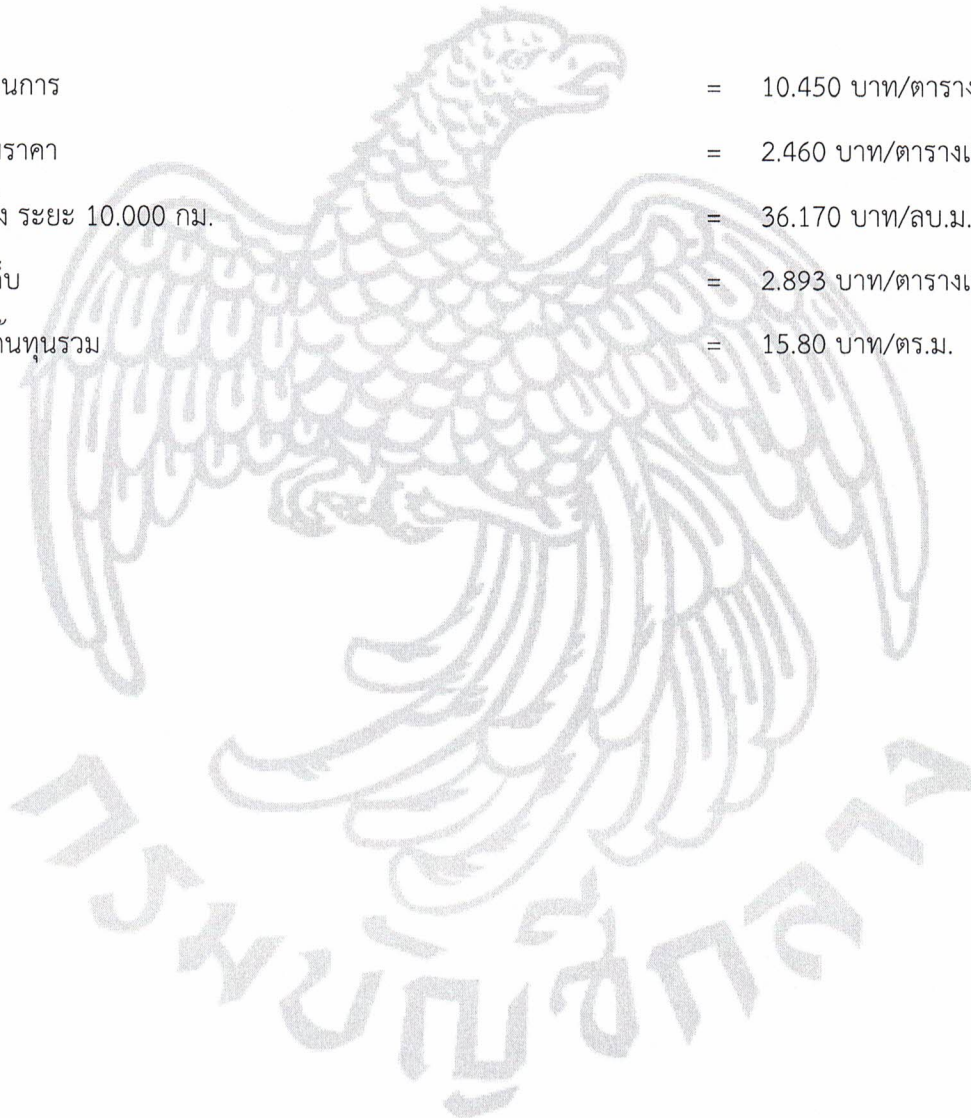 นการ = 10.450 บาท/ตาราง
ราคา = 2.460 บาท/ตารางเ
ง ระยะ 10.000 กม. = 36.170 บาท/ลบ.ม.
็บ = 2.893 บาท/ตารางเ
้นทุนรวม = 15.80 บาท/ตร.ม.
กรมบัญชีกลาง